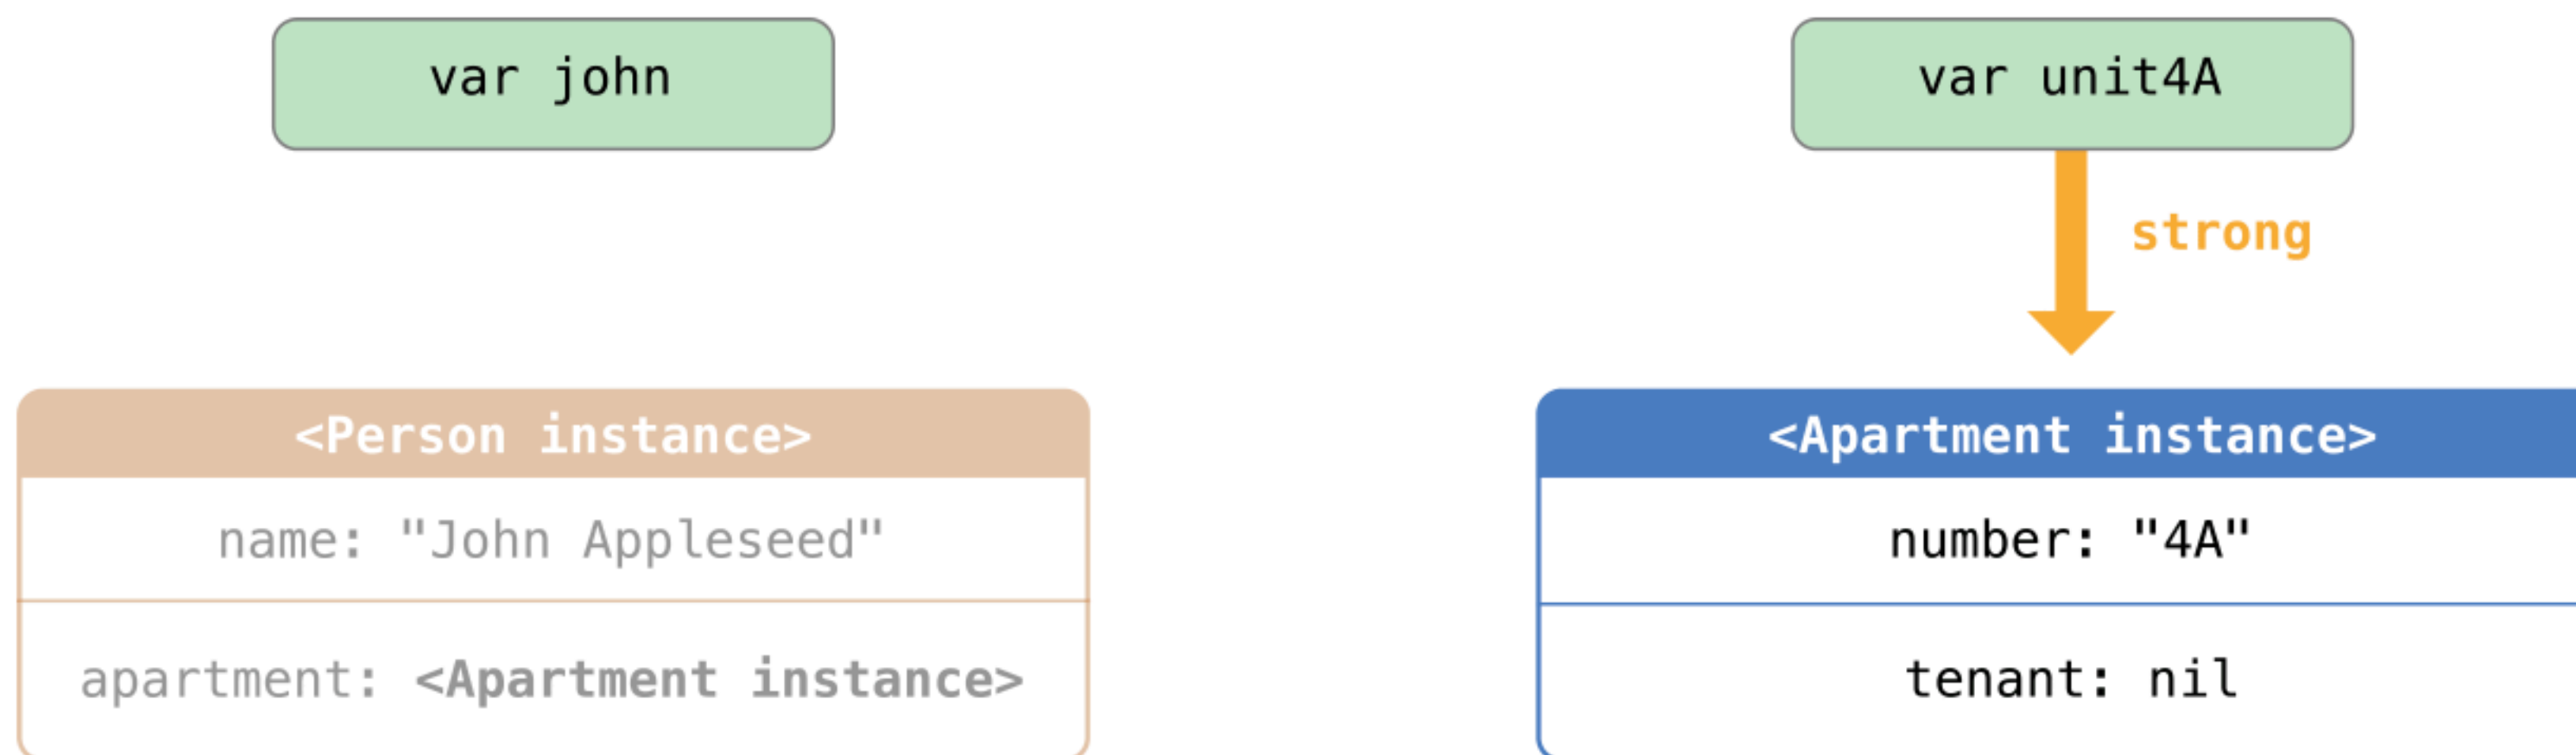 var john
var unit4A
strong
<Person instance>
<Apartment instance>
name: "John Appleseed"
number: "4A"
apartment: <Apartment instance>
tenant: nil